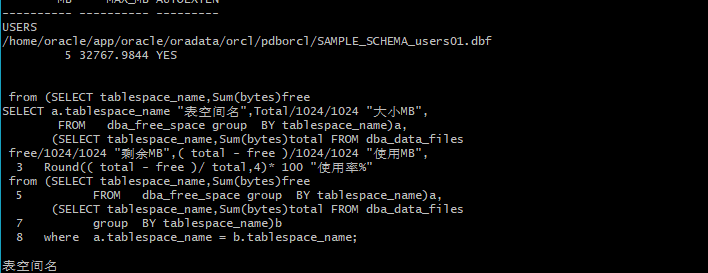 MB     MAX_MB AUTOEXTEN
---------- ---------- ---------
USERS
/home/oracle/app/oracle/oradata/orcl/pdborcl/SAMPLE_SCHEMA_users01.dbf
         5 32767.9844 YES
 from (SELECT tablespace_name,Sum(bytes)free
SELECT a.tablespace_name "表空间名",Total/1024/1024 "大小MB",
        FROM   dba_free_space group  BY tablespace_name)a,
       (SELECT tablespace_name,Sum(bytes)total FROM dba_data_files
 free/1024/1024 "剩余MB",( total - free )/1024/1024 "使用MB",
  3   Round(( total - free )/ total,4)* 100 "使用率%"
 from (SELECT tablespace_name,Sum(bytes)free
  5          FROM   dba_free_space group  BY tablespace_name)a,
       (SELECT tablespace_name,Sum(bytes)total FROM dba_data_files
  7          group  BY tablespace_name)b
  8   where  a.tablespace_name = b.tablespace_name;
表空间名